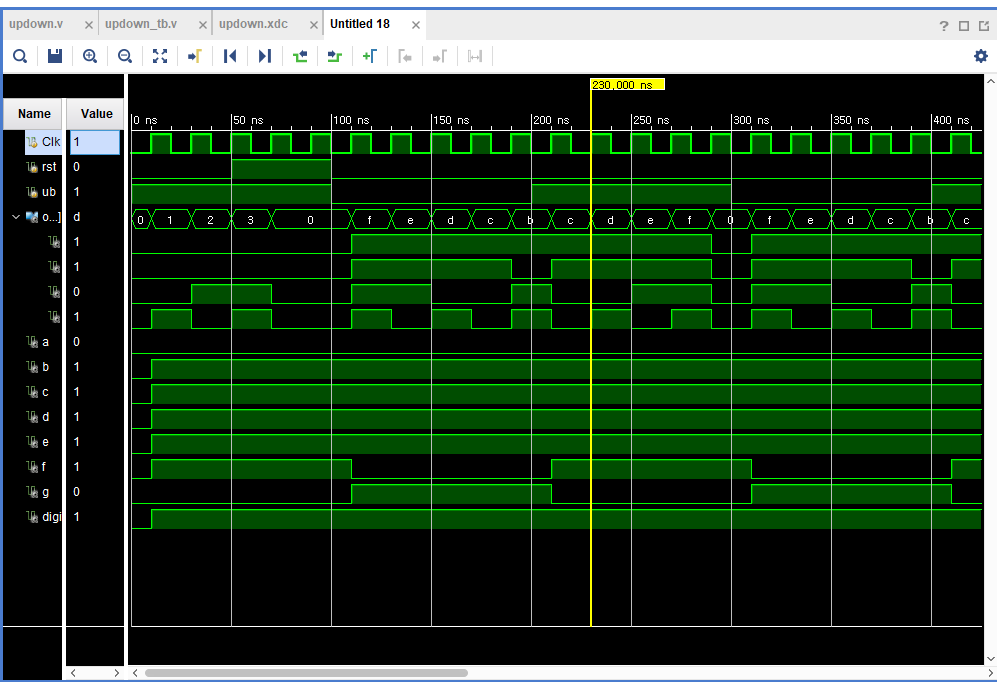 updown.v updown_tb.v updown.xdc Untitled 18
230,000 ns
Name Value
0 ns 50 ns 100 ns 150 ns 200 ns 250 ns 300 ns 350 ns 400 ns
Clk 1
rst 0
ub 1
o...] d 0 1 2 3 0 f e d c b c d e f 0 f e d c b c
1
1
0
1
a 0
b 1
c 1
d 1
e 1
f 1
g 0
digi 1